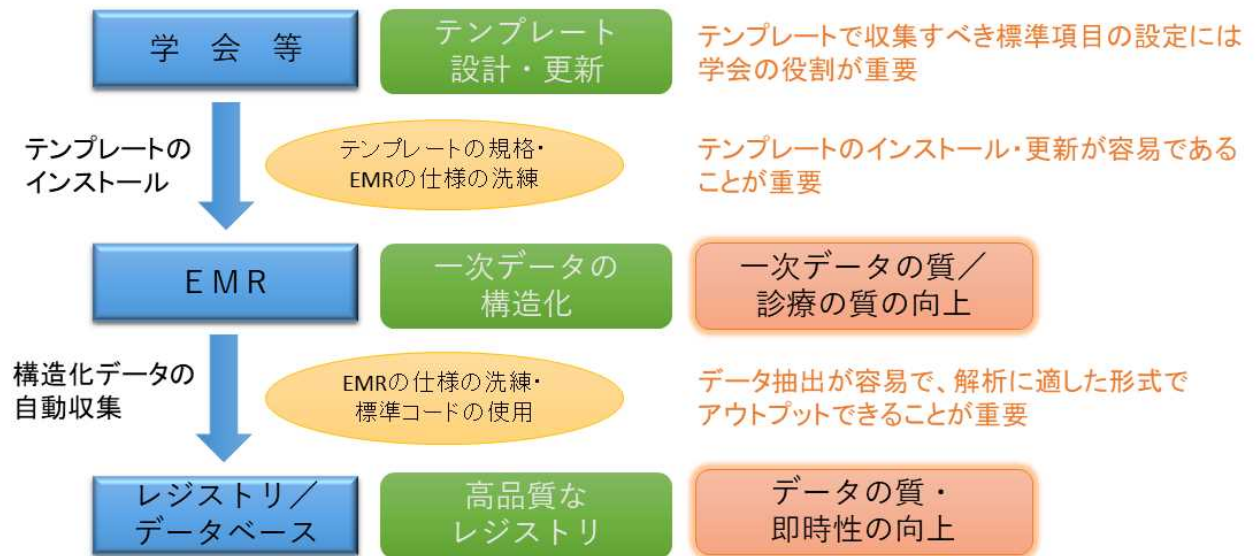 学 会 等
テンプレート
設計・更新
テンプレートで収集すべき標準項目の設定には
学会の役割が重要
テンプレートの
インストール
テンプレートの規格・
EMRの仕様の洗練
テンプレートのインストール・更新が容易である
ことが重要
EMR
一次データの
構造化
一次データの質／
診療の質の向上
構造化データの
自動収集
EMRの仕様の洗練・
標準コードの使用
データ抽出が容易で、解析に適した形式で
アウトプットできることが重要
レジストリ／
データベース
高品質な
レジストリ
データの質・
即時性の向上